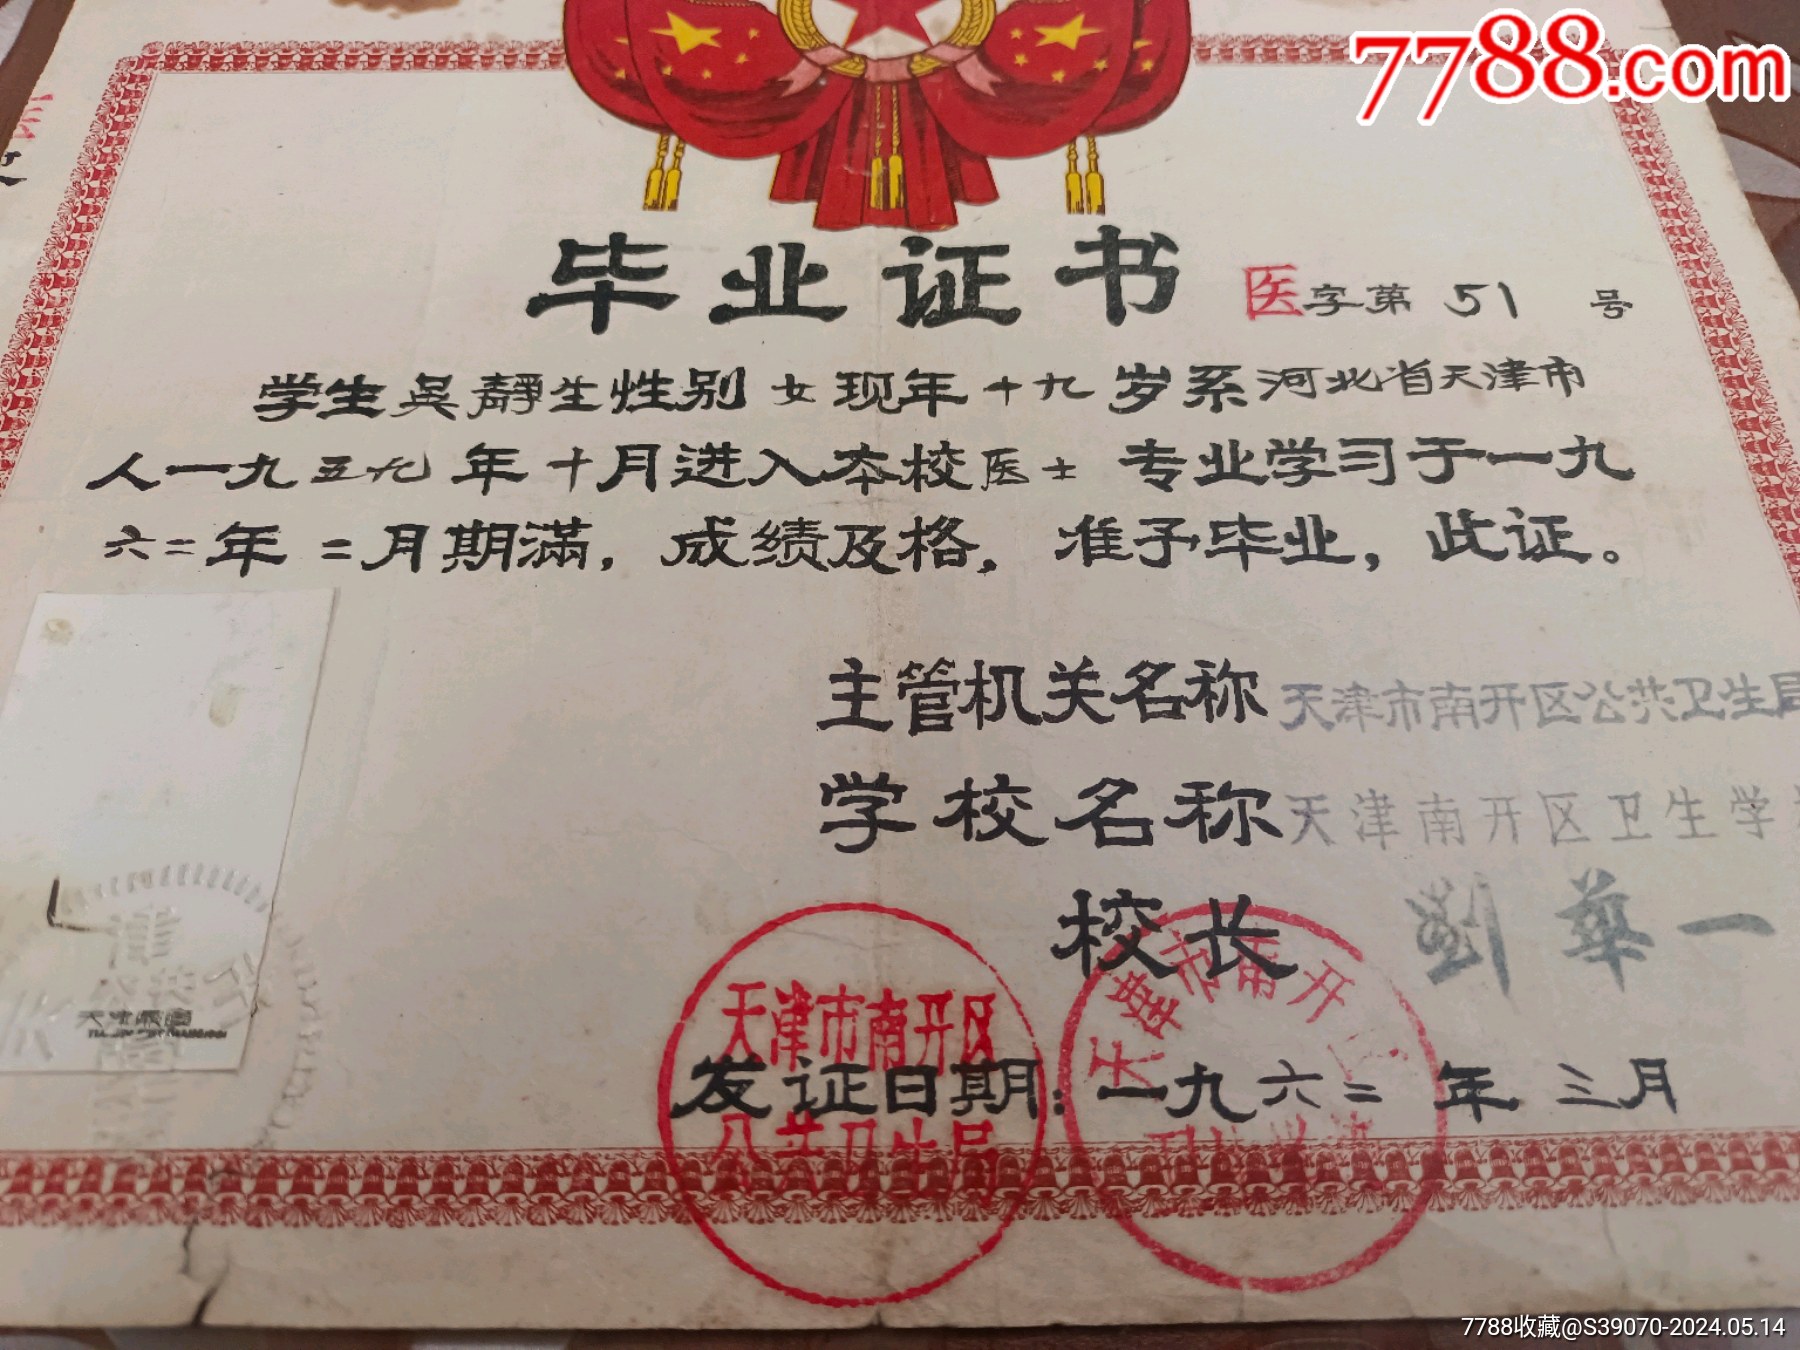 7788.com
毕业证书 医字第 51 号
学生吴靜生性别 女 现年 十九 岁系河北省天津市
人一九五九年十月进入本校医士 专业学习于一九
六二年 二月期滿，成绩及格，准予毕业，此证。
主管机关名称 天津市南开区公共卫生局
学校名称 天津南开区卫生学
校长 劉華一
天津市南开区
公共卫生局
天津市南开区
发证日期：一九六二年 三月
7788收藏@S39070-2024.05.14